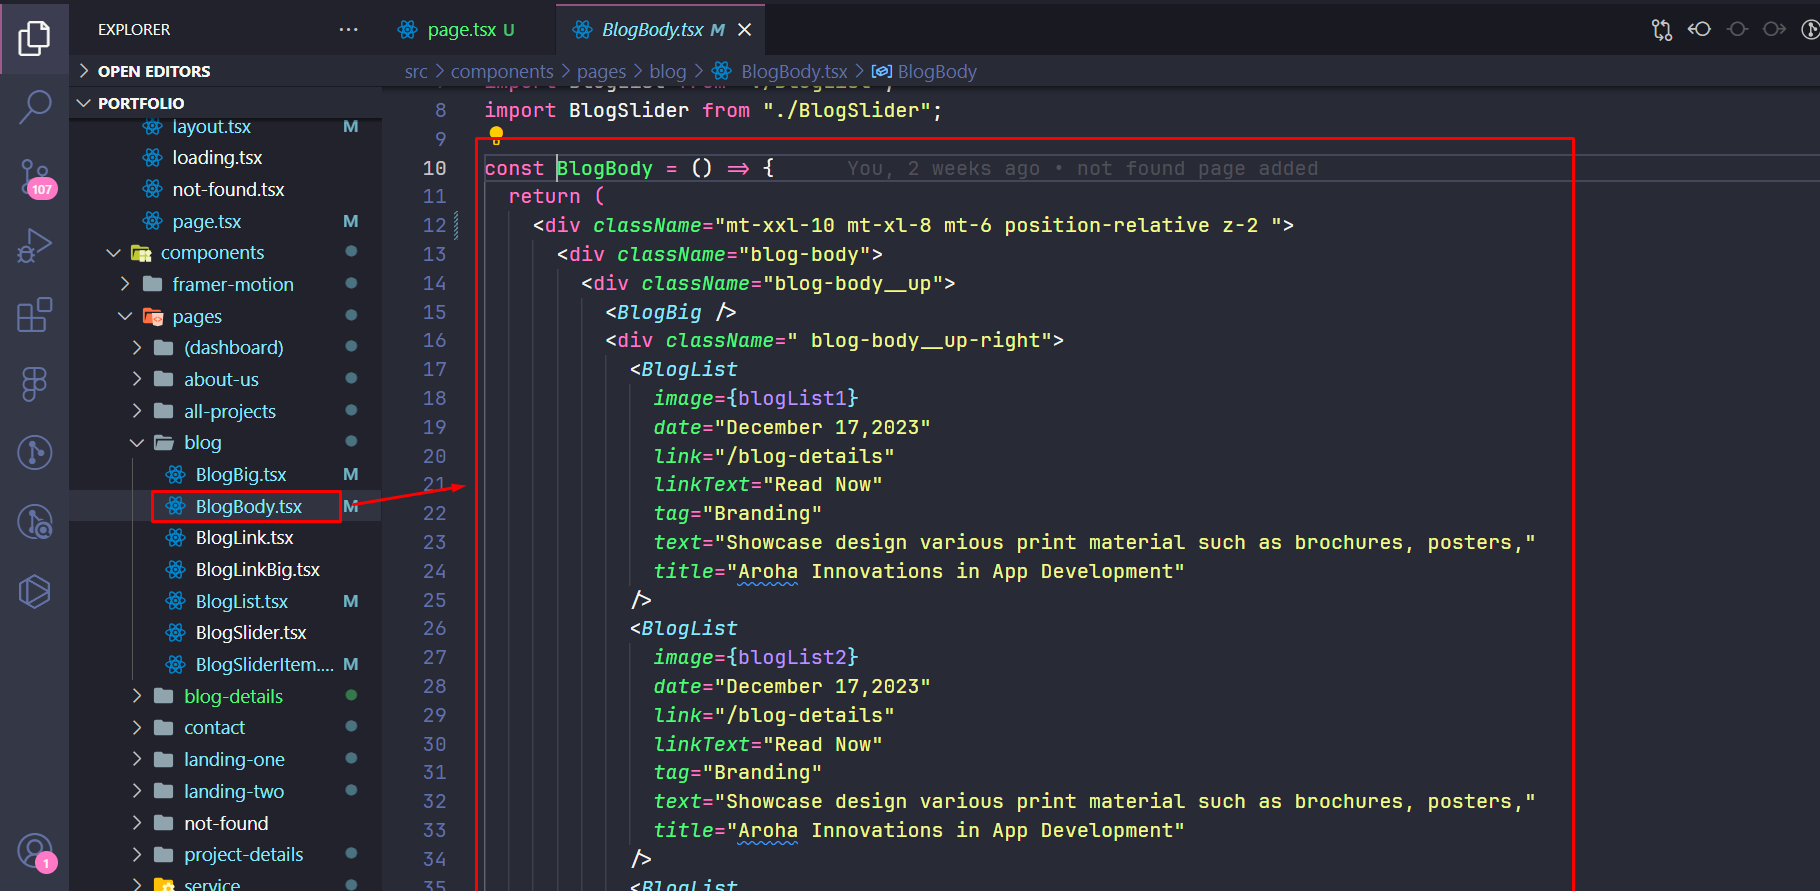 EXPLORER
OPEN EDITORS
PORTFOLIO
layout.tsx M
loading.tsx
not-found.tsx
page.tsx M
components
framer-motion
pages
(dashboard)
about-us
all-projects
blog
BlogBig.tsx M
BlogBody.tsx M
BlogLink.tsx
BlogLinkBig.tsx
BlogList.tsx M
BlogSlider.tsx
BlogSliderItem.... M
blog-details
contact
landing-one
landing-two
not-found
project-details
service
107
1
page.tsx U
BlogBody.tsx M
src > components > pages > blog > BlogBody.tsx > BlogBody
8 import BlogSlider from "./BlogSlider";
9
10 const BlogBody = () => { You, 2 weeks ago • not found page added
11 return (
12 <div className="mt-xxl-10 mt-xl-8 mt-6 position-relative z-2 ">
13 <div className="blog-body">
14 <div className="blog-body__up">
15 <BlogBig />
16 <div className=" blog-body__up-right">
17 <BlogList
18 image={blogList1}
19 date="December 17,2023"
20 link="/blog-details"
21 linkText="Read Now"
22 tag="Branding"
23 text="Showcase design various print material such as brochures, posters,"
24 title="Aroha Innovations in App Development"
25 />
26 <BlogList
27 image={blogList2}
28 date="December 17,2023"
29 link="/blog-details"
30 linkText="Read Now"
31 tag="Branding"
32 text="Showcase design various print material such as brochures, posters,"
33 title="Aroha Innovations in App Development"
34 />
35 <BlogList